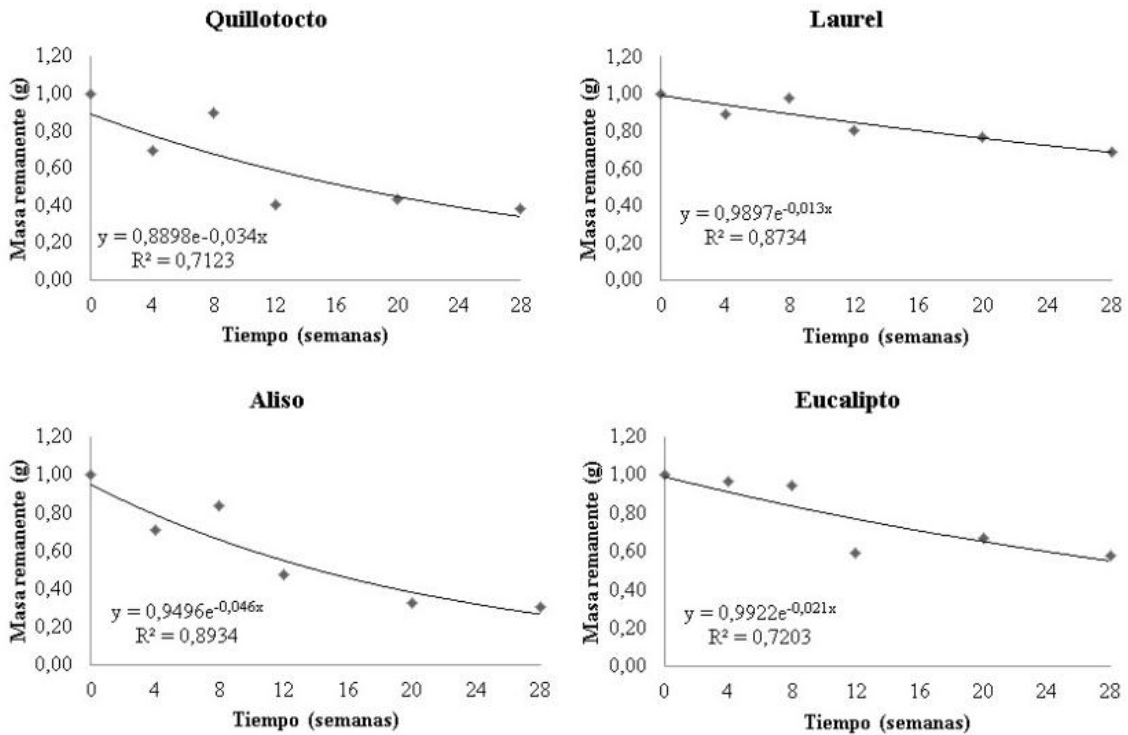 Quillotocto
Masa remanente (g)
1,20
1,00
0,80
0,60
0,40
0,20
0,00
y = 0,8898e-0,034x
R² = 0,7123
0 4 8 12 16 20 24 28
Tiempo (semanas)
Laurel
Masa remanente (g)
1,20
1,00
0,80
0,60
0,40
0,20
0,00
y = 0,9897e-0,013x
R² = 0,8734
0 4 8 12 16 20 24 28
Tiempo (semanas)
Aliso
Masa remanente (g)
1,20
1,00
0,80
0,60
0,40
0,20
0,00
y = 0,9496e-0,046x
R² = 0,8934
0 4 8 12 16 20 24 28
Tiempo (semanas)
Eucalipto
Masa remanente (g)
1,20
1,00
0,80
0,60
0,40
0,20
0,00
y = 0,9922e-0,021x
R² = 0,7203
0 4 8 12 16 20 24 28
Tiempo (semanas)